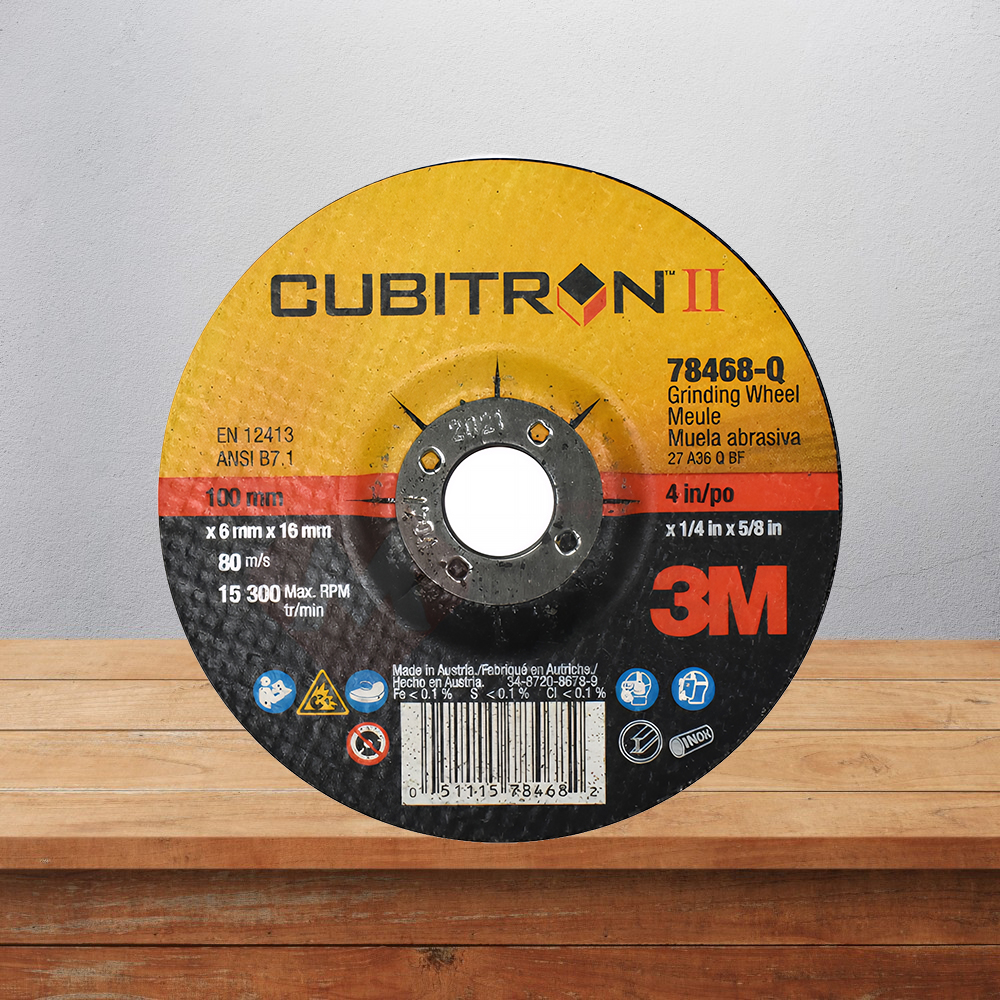 CUBITRON™ II
78468-Q
Grinding Wheel
Meule
Muela abrasiva
27 A36 Q BF
2021
EN 12413
ANSI B7.1
100 mm
x 6 mm x 16 mm
80 m/s
15 300 Max. RPM
tr/min
4 in/po
x 1/4 in x 5/8 in
3M
Made in Austria./Fabriqué en Autriche./
Hecho en Austria. 34-8720-8678-9
Fe < 0.1 % S < 0.1 % Cl < 0.1 %
INOX
0 51115 78468 2